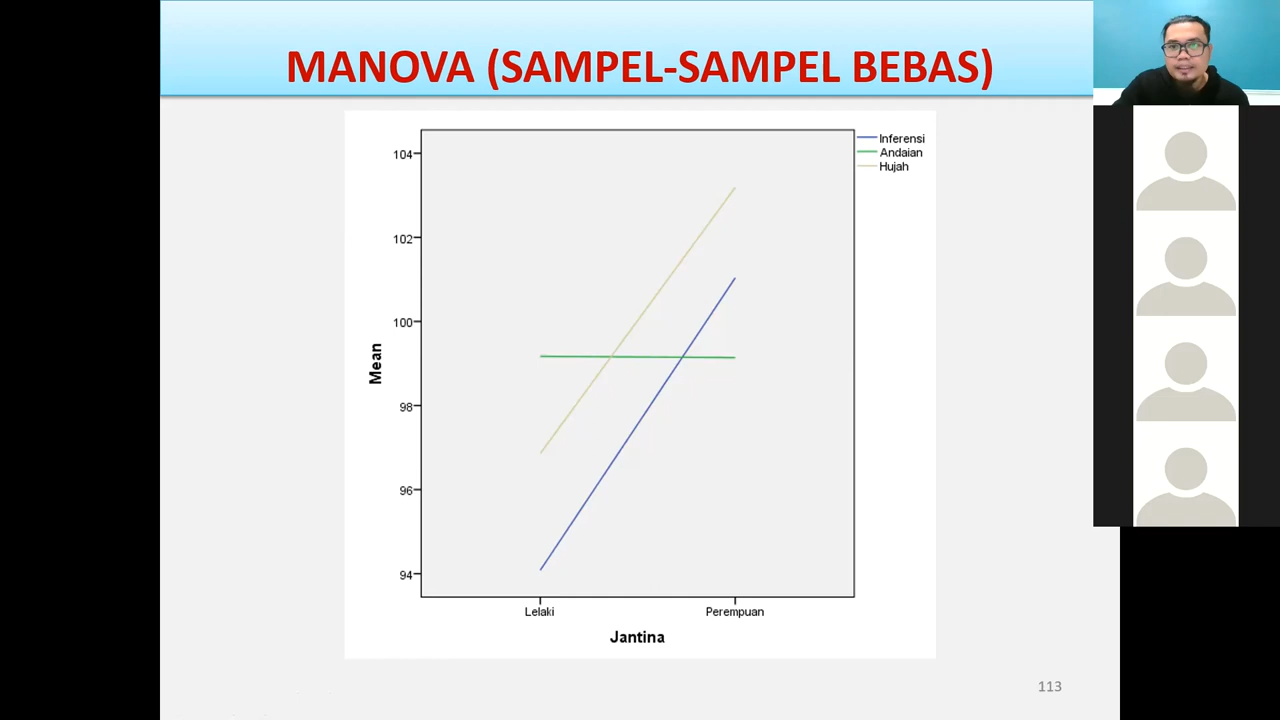 MANOVA (SAMPEL-SAMPEL BEBAS)
Inferensi
Andaian
Hujah
104
102
100
98
96
94
Mean
Lelaki
Perempuan
Jantina
113